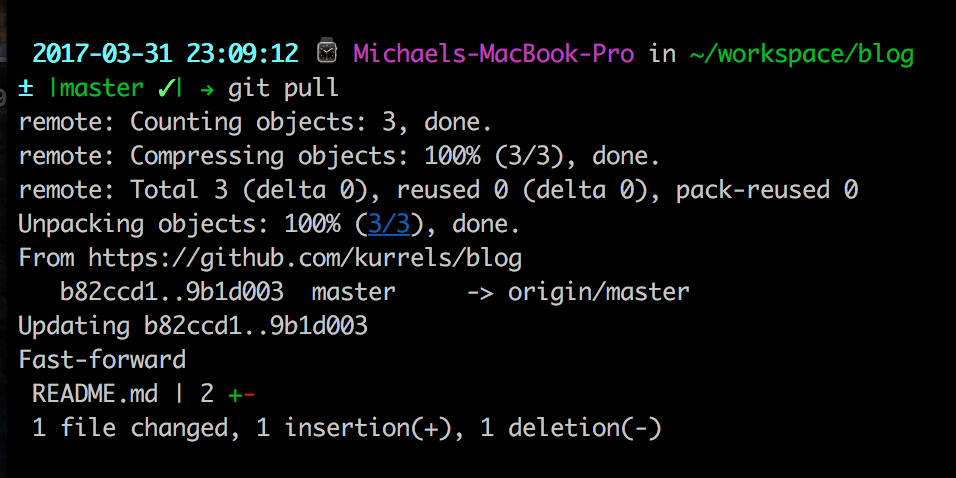 2017-03-31 23:09:12 ⌚ Michaels-MacBook-Pro in ~/workspace/blog
± |master ✓| → git pull
remote: Counting objects: 3, done.
remote: Compressing objects: 100% (3/3), done.
remote: Total 3 (delta 0), reused 0 (delta 0), pack-reused 0
Unpacking objects: 100% (3/3), done.
From https://github.com/kurrels/blog
   b82ccd1..9b1d003  master     -> origin/master
Updating b82ccd1..9b1d003
Fast-forward
 README.md | 2 +-
 1 file changed, 1 insertion(+), 1 deletion(-)